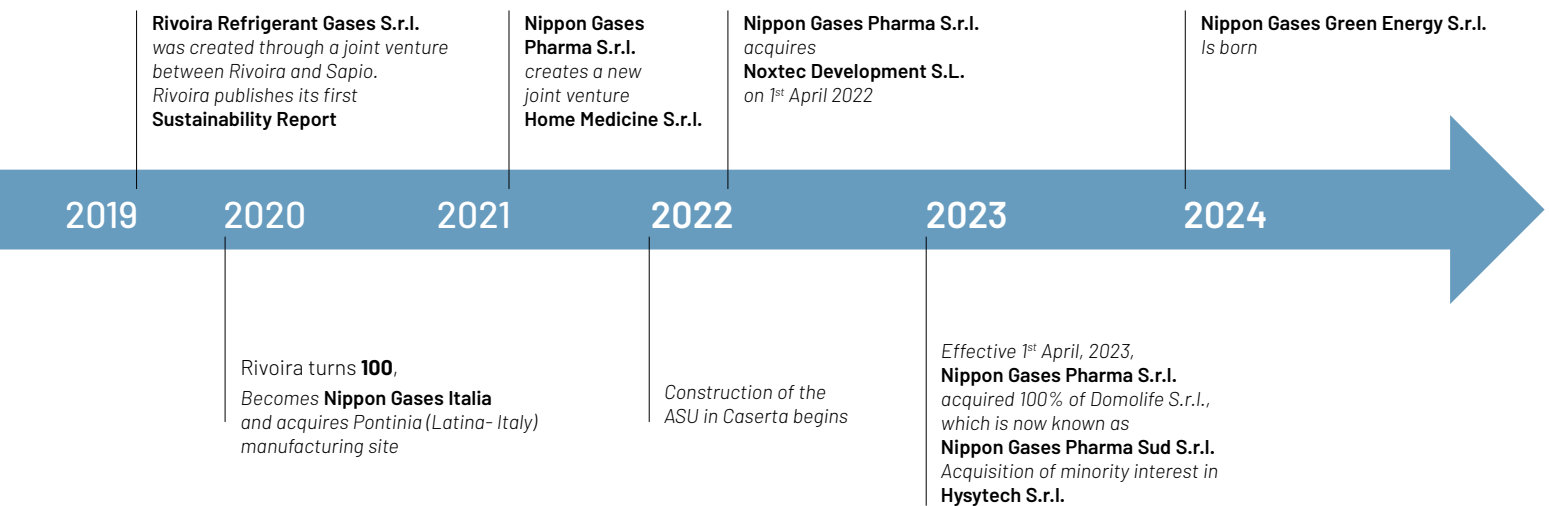 Rivoira Refrigerant Gases S.r.l.
was created through a joint venture
between Rivoira and Sapio.
Rivoira publishes its first
Sustainability Report
Nippon Gases
Pharma S.r.l.
creates a new
joint venture
Home Medicine S.r.l.
Nippon Gases Pharma S.r.l.
acquires
Noxtec Development S.L.
on 1st April 2022
Nippon Gases Green Energy S.r.l.
Is born
2019
2020
2021
2022
2023
2024
Rivoira turns 100,
Becomes Nippon Gases Italia
and acquires Pontinia (Latina- Italy)
manufacturing site
Construction of the
ASU in Caserta begins
Effective 1st April, 2023,
Nippon Gases Pharma S.r.l.
acquired 100% of Domolife S.r.l.,
which is now known as
Nippon Gases Pharma Sud S.r.l.
Acquisition of minority interest in
Hysytech S.r.l.